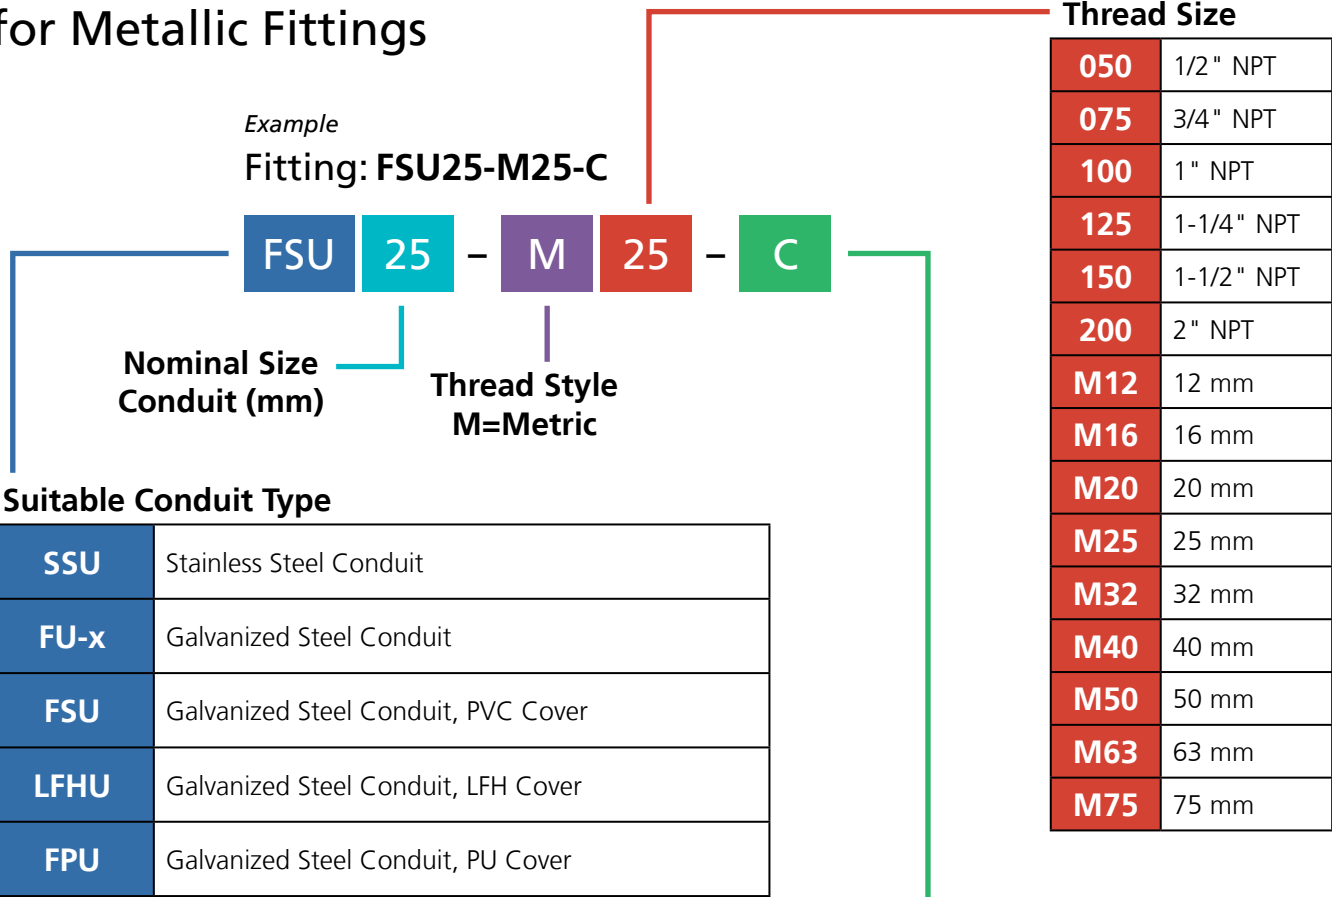 for Metallic Fittings
Example
Fitting: FSU25-M25-C
FSU 25 – M 25 – C
Nominal Size
Conduit (mm)
Thread Style
M=Metric
Suitable Conduit Type
SSU Stainless Steel Conduit
FU-x Galvanized Steel Conduit
FSU Galvanized Steel Conduit, PVC Cover
LFHU Galvanized Steel Conduit, LFH Cover
FPU Galvanized Steel Conduit, PU Cover
Thread Size
050 1/2" NPT
075 3/4" NPT
100 1" NPT
125 1-1/4" NPT
150 1-1/2" NPT
200 2" NPT
M12 12 mm
M16 16 mm
M20 20 mm
M25 25 mm
M32 32 mm
M40 40 mm
M50 50 mm
M63 63 mm
M75 75 mm